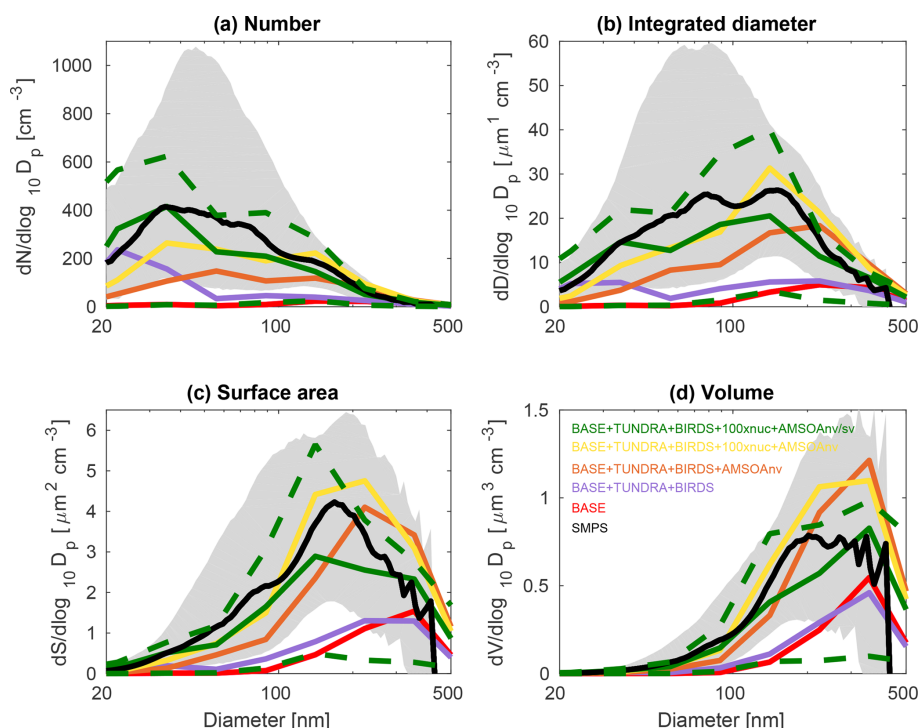 (a) Number
dN/dlog 10 D p [cm -3 ]
1000
800
600
400
200
0
20
100
500
(b) Integrated diameter
dD/dlog 10 D p [ μm 1 cm -3 ]
60
50
40
30
20
10
0
20
100
500
(c) Surface area
dS/dlog 10 D p [ μm 2 cm -3 ]
6
5
4
3
2
1
0
20
100
500
Diameter [nm]
(d) Volume
dV/dlog 10 D p [ μm 3 cm -3 ]
1.5
1
0.5
0
BASE+TUNDRA+BIRDS+100xnuc+AMSOAnv/sv
BASE+TUNDRA+BIRDS+100xnuc+AMSOAnv
BASE+TUNDRA+BIRDS+AMSOAnv
BASE+TUNDRA+BIRDS
BASE
SMPS
20
100
500
Diameter [nm]